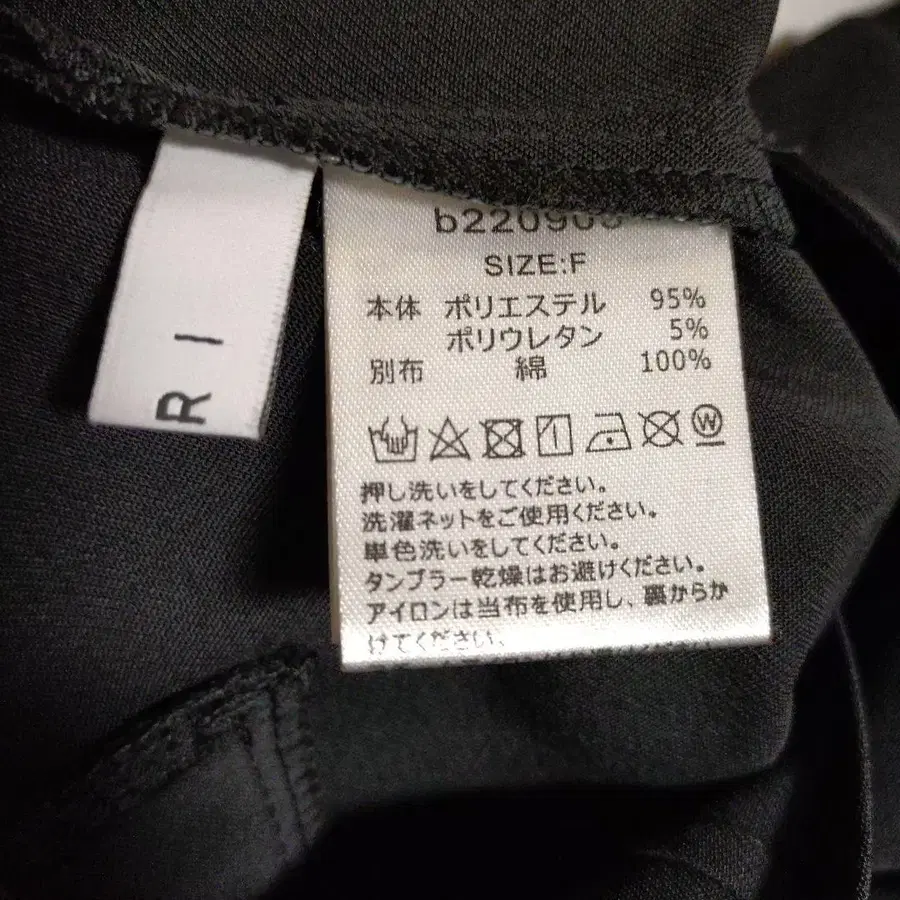 R I
b220908
SIZE:F
本体 ポリエステル 95%
ポリウレタン 5%
別布 綿 100%
W
押し洗いをしてください。
洗濯ネットをご使用ください。
単色洗いをしてください。
タンブラー乾燥はお避けください。
アイロンは当布を使用し、裏からか
けてください。